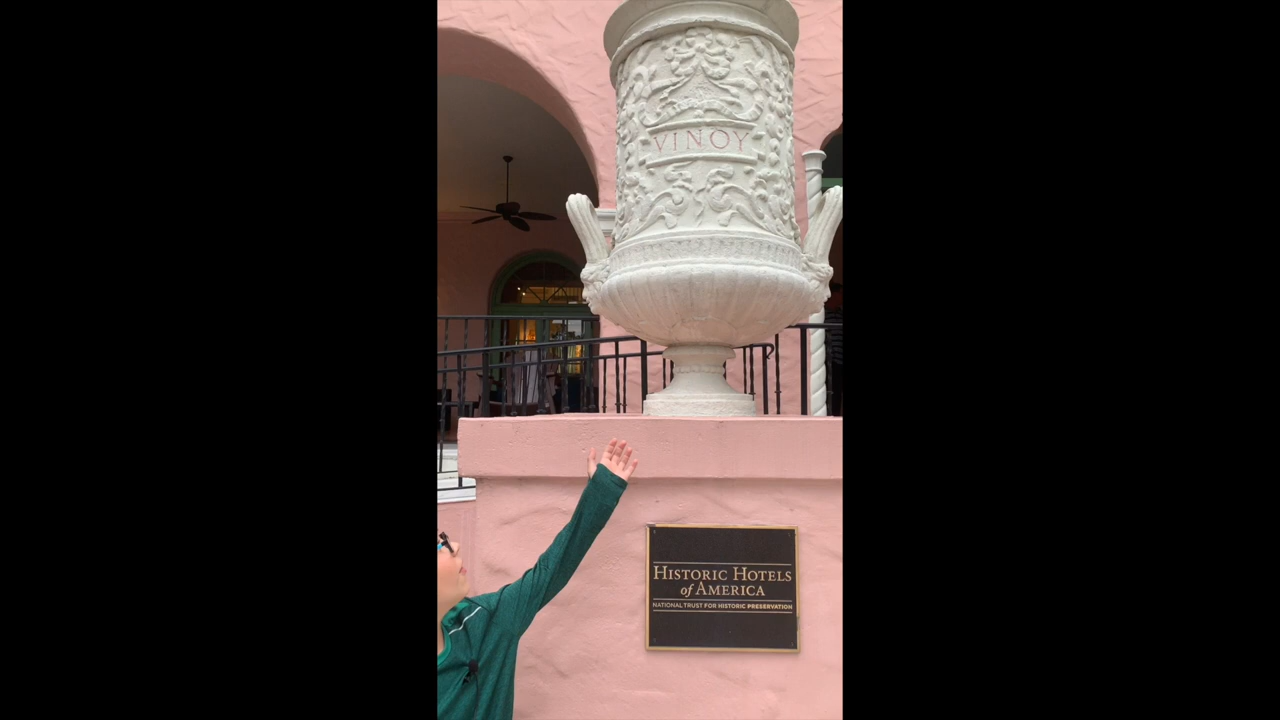 VINOY
HISTORIC HOTELS
of AMERICA
NATIONAL TRUST FOR HISTORIC PRESERVATION